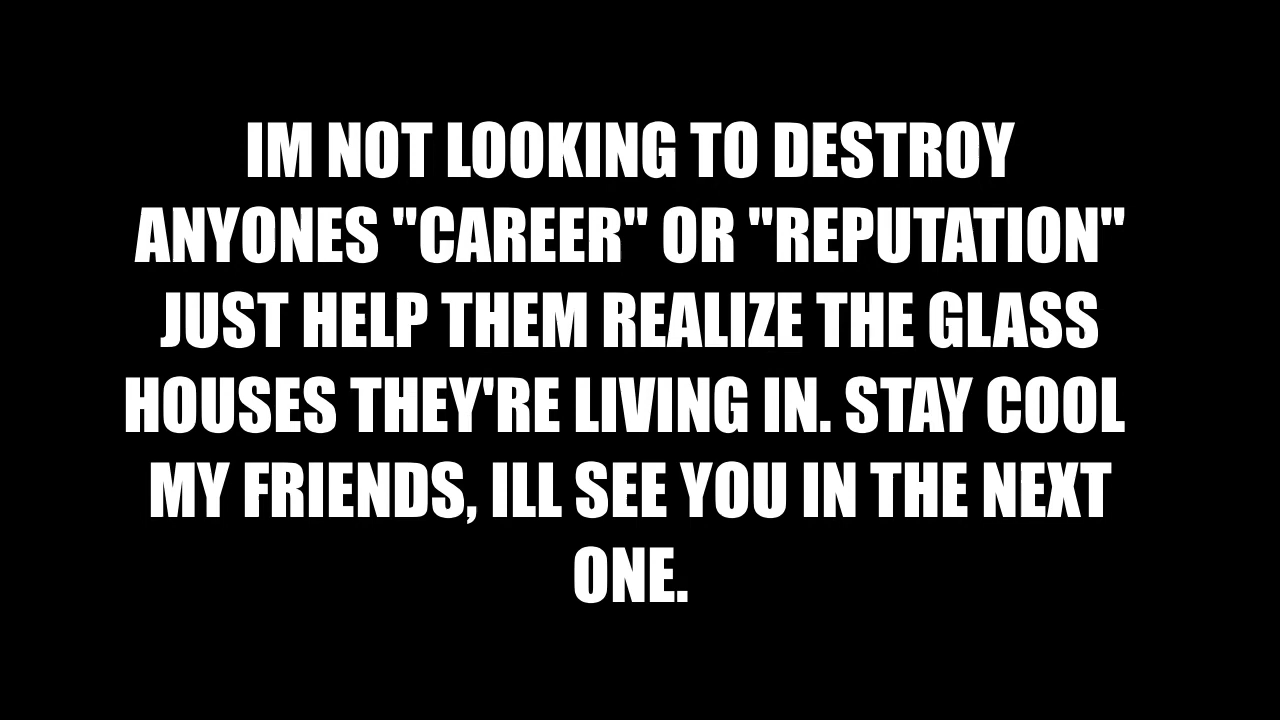 IM NOT LOOKING TO DESTROY
ANYONES "CAREER" OR "REPUTATION"
JUST HELP THEM REALIZE THE GLASS
HOUSES THEY'RE LIVING IN. STAY COOL
MY FRIENDS, ILL SEE YOU IN THE NEXT
ONE.